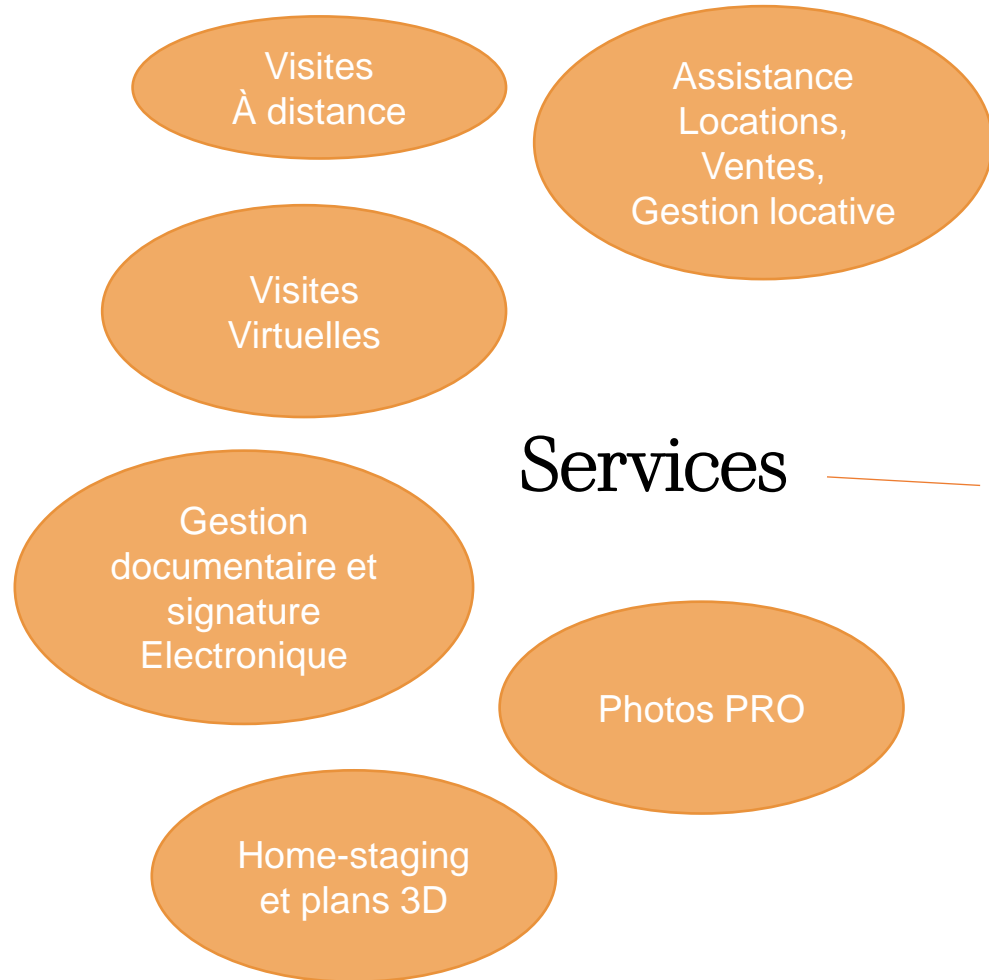 Visites
À distance
Assistance
Locations,
Ventes,
Gestion locative
Visites
Virtuelles
Services
Gestion
documentaire et
signature
Electronique
Photos PRO
Home-staging
et plans 3D